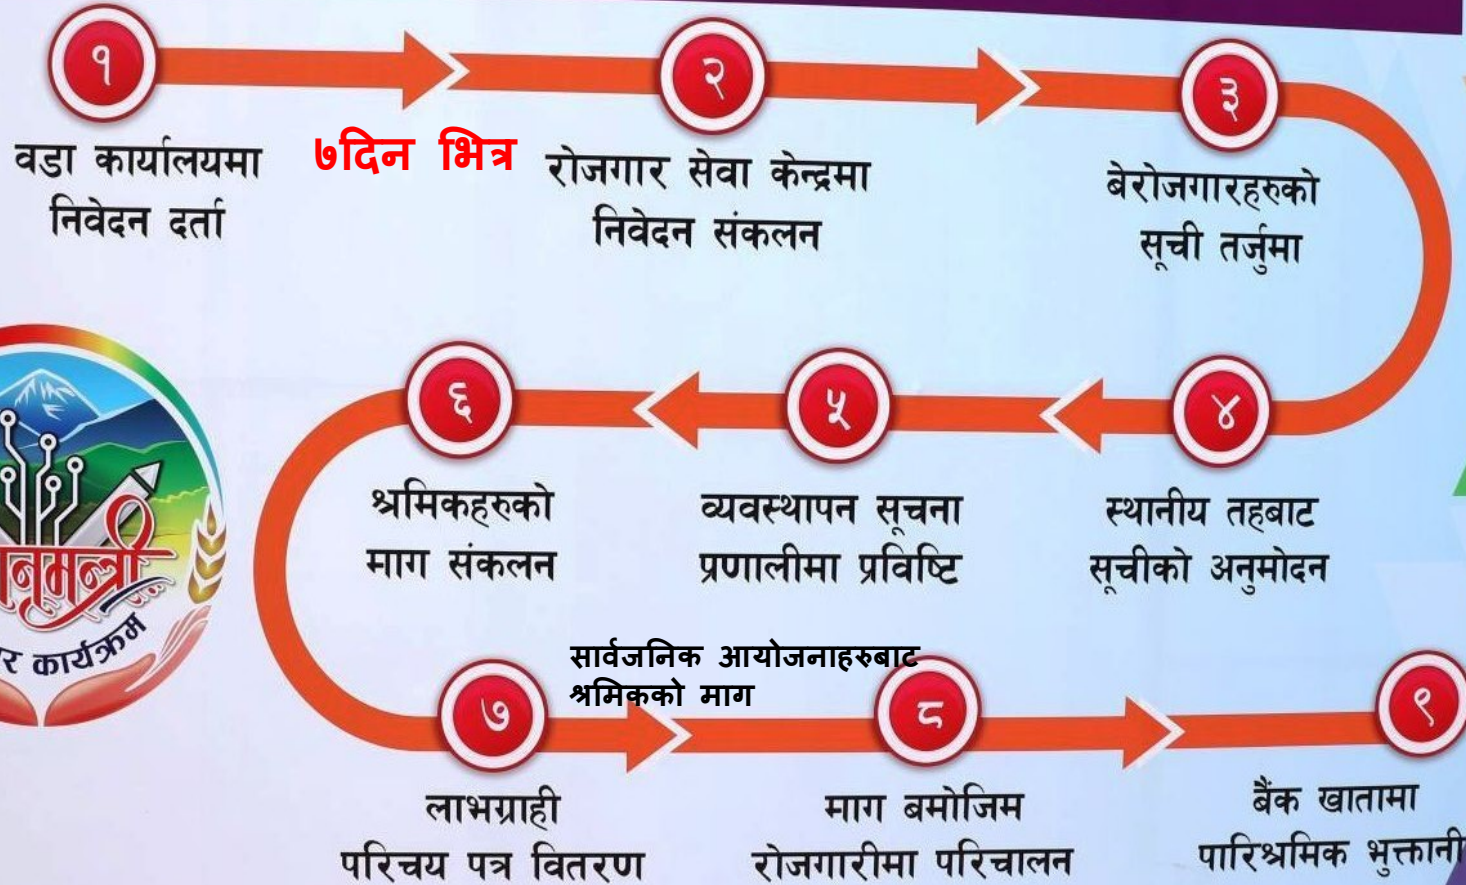 १
२
३
वडा कार्यालयमा
निवेदन दर्ता
७दिन भित्र
रोजगार सेवा केन्द्रमा
निवेदन संकलन
बेरोजगारहरुको
सूची तर्जुमा
६
५
४
श्रमिकहरुको
माग संकलन
व्यवस्थापन सूचना
प्रणालीमा प्रविष्टि
स्थानीय तहबाट
सूचीको अनुमोदन
कार्यक्रम
सार्वजनिक आयोजनाहरुबाट
श्रमिकको माग
७
८
९
लाभग्राही
परिचय पत्र वितरण
माग बमोजिम
रोजगारीमा परिचालन
बैंक खातामा
पारिश्रमिक भुक्तानी